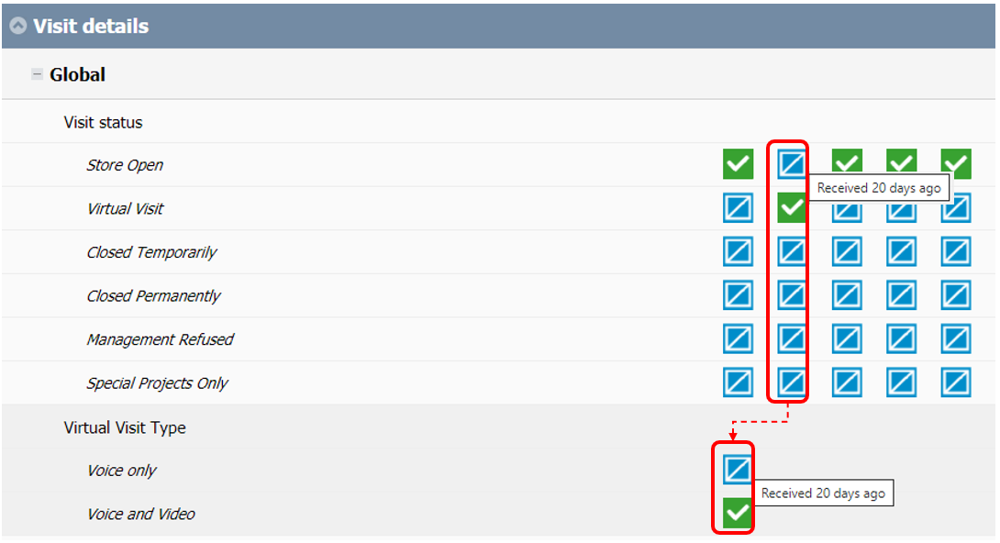 Visit details
Global
Visit status
Store Open
Received 20 days ago
Virtual Visit
Closed Temporarily
Closed Permanently
Management Refused
Special Projects Only
Virtual Visit Type
Voice only
Received 20 days ago
Voice and Video